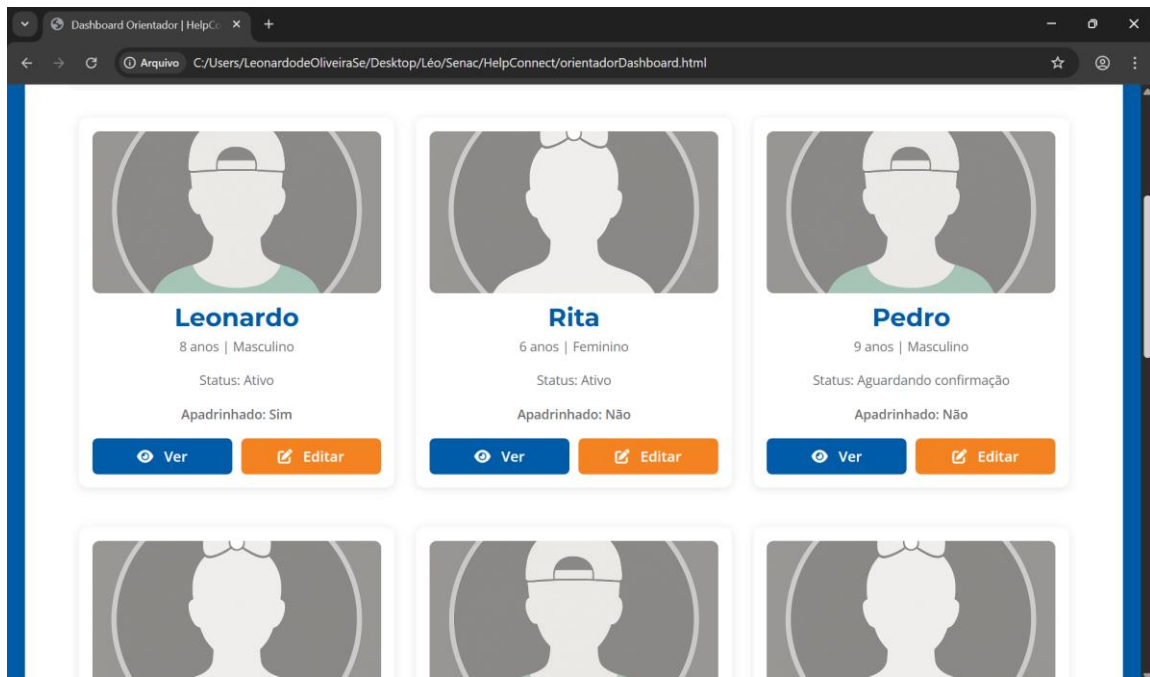 Dashboard Orientador | HelpCo
Arquivo C:/Users/LeonardodeOliveiraSe/Desktop/Léo/Senac/HelpConnect/orientadorDashboard.html
Leonardo
8 anos | Masculino
Status: Ativo
Apadrinhado: Sim
Ver Editar
Rita
6 anos | Feminino
Status: Ativo
Apadrinhado: Não
Ver Editar
Pedro
9 anos | Masculino
Status: Aguardando confirmação
Apadrinhado: Não
Ver Editar